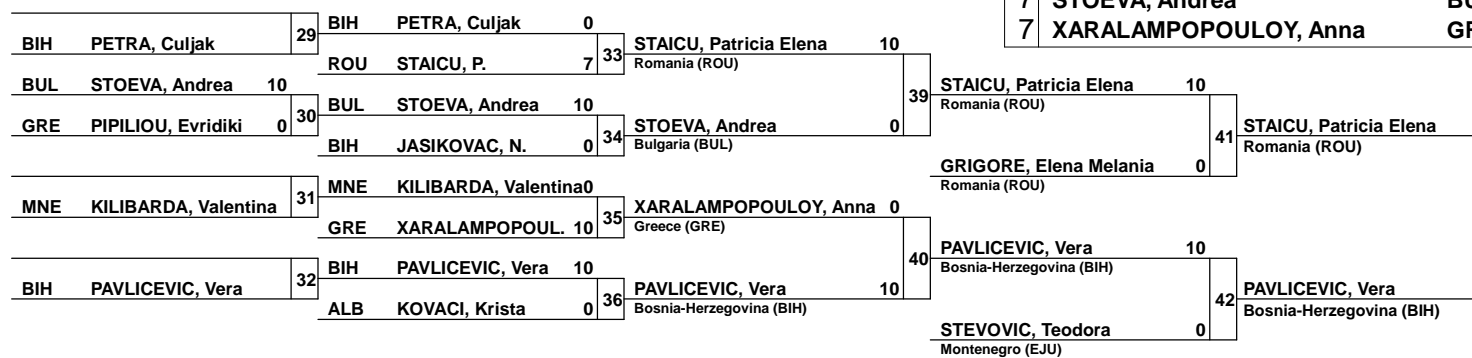 7 STOEVA, Andrea
7 XARALAMPOPOULOY, Anna
BIH PETRA, Culjak 29
BUL STOEVA, Andrea 10
GRE PIPILIOU, Evridiki 0 30
MNE KILIBARDA, Valentina 31
BIH PAVLICEVIC, Vera 32
BIH PETRA, Culjak 0
ROU STAICU, P. 7 33
BUL STOEVA, Andrea 10
BIH JASIKOVAC, N. 0 34
MNE KILIBARDA, Valentina 0
GRE XARALAMPOPOUL. 10 35
BIH PAVLICEVIC, Vera 10
ALB KOVACI, Krista 0 36
STAICU, Patricia Elena 10
Romania (ROU)
39
STOEVA, Andrea 0
Bulgaria (BUL)
XARALAMPOPOULOY, Anna 0
Greece (GRE)
40
PAVLICEVIC, Vera 10
Bosnia-Herzegovina (BIH)
STAICU, Patricia Elena 10
Romania (ROU)
41
GRIGORE, Elena Melania 0
Romania (ROU)
PAVLICEVIC, Vera 10
Bosnia-Herzegovina (BIH)
42
STEVOVIC, Teodora 0
Montenegro (EJU)
STAICU, Patricia Elena
Romania (ROU)
PAVLICEVIC, Vera
Bosnia-Herzegovina (BIH)